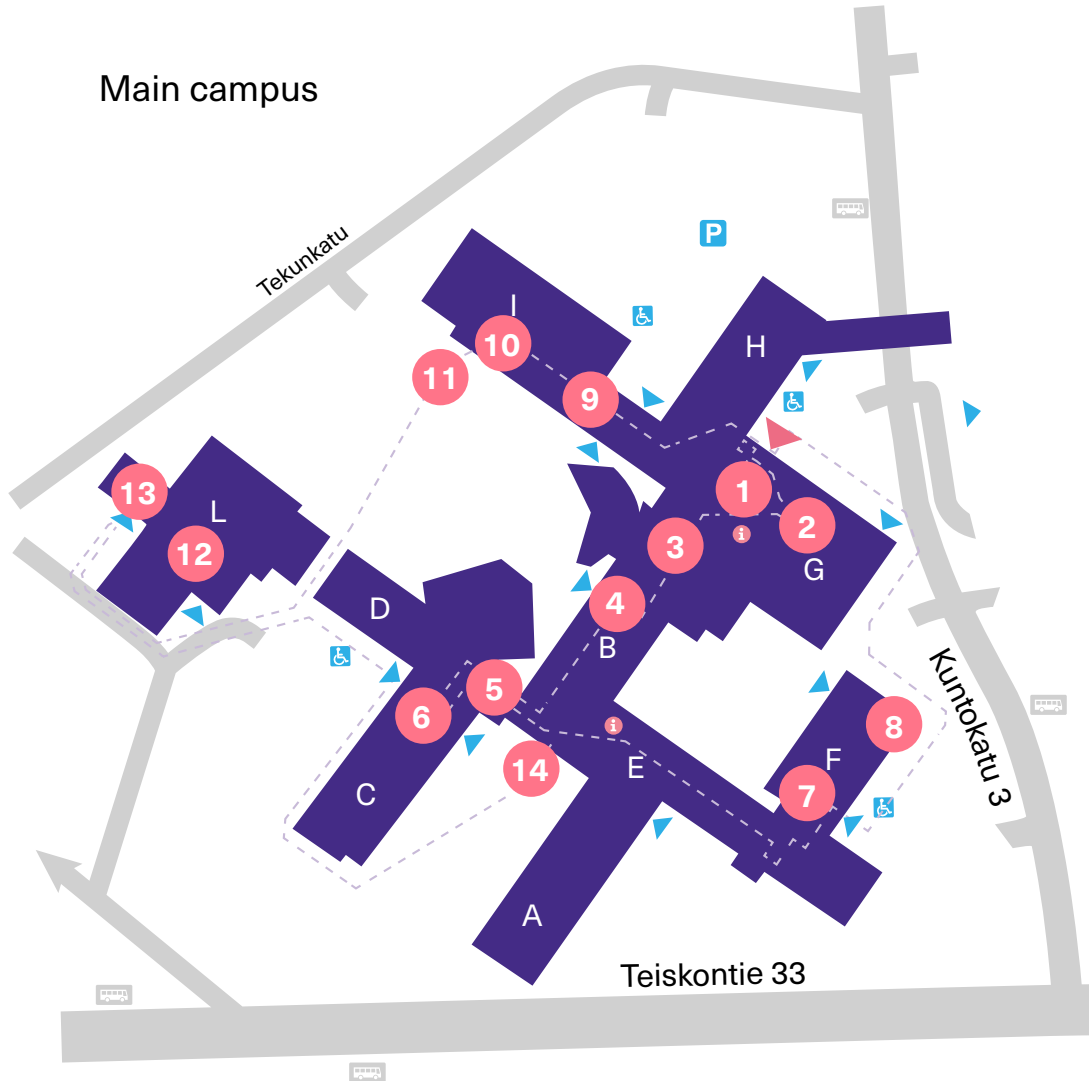 Main campus
Tekunkatu
P
I
10
H
11
9
1
13
L
2
3
12
i
G
4
D
B
5
Kuntokatu 3
6
8
i
14
E
F
7
C
A
Teiskontie 33